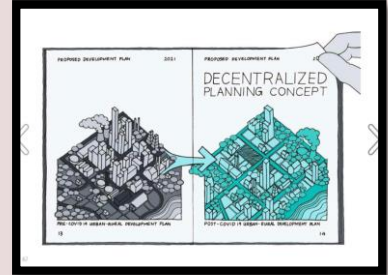 PROPOSED DEVELOPMENT PLAN 2021
PRE-COVID 19 URBAN-RURAL DEVELOPMENT PLAN
13
PROPOSED DEVELOPMENT PLAN
DECENTRALIZED
PLANNING CONCEPT
POST-COVID 19 URBAN-RURAL DEVELOPMENT PLAN
14